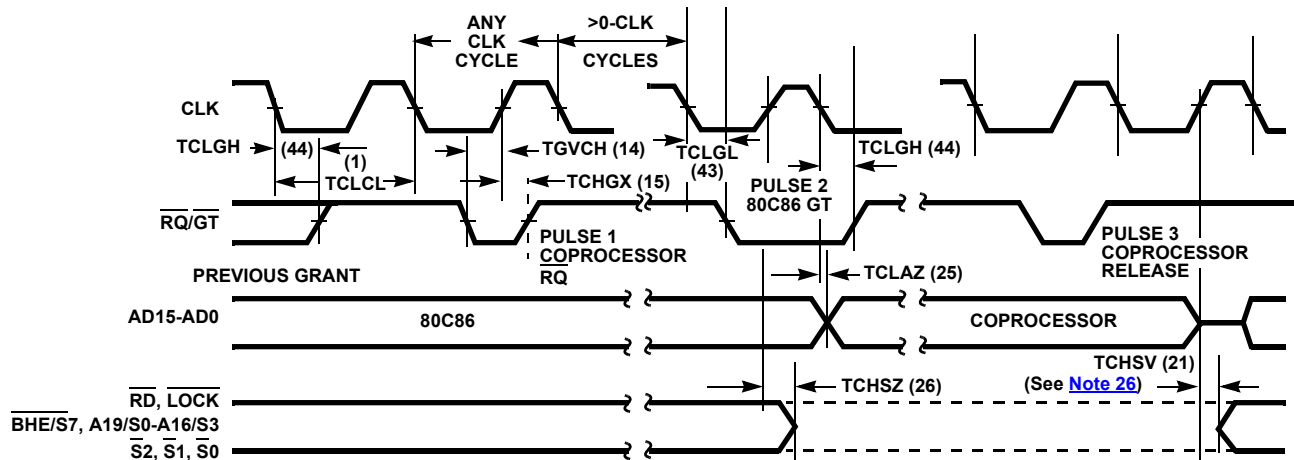 ANY
CLK
CYCLE
>0-CLK
CYCLES
CLK
TCLGH
(44)
(1)
TCLCL
TGVCH (14)
TCHGX (15)
TCLGL
(43)
TCLGH (44)
PULSE 2
80C86 GT
RQ/GT
PREVIOUS GRANT
PULSE 1
COPROCESSOR
RQ
PULSE 3
COPROCESSOR
RELEASE
TCLAZ (25)
AD15-AD0
80C86
COPROCESSOR
TCHSZ (26)
TCHSV (21)
(See Note 26)
RD, LOCK
BHE/S7, A19/S0-A16/S3
S2, S1, S0